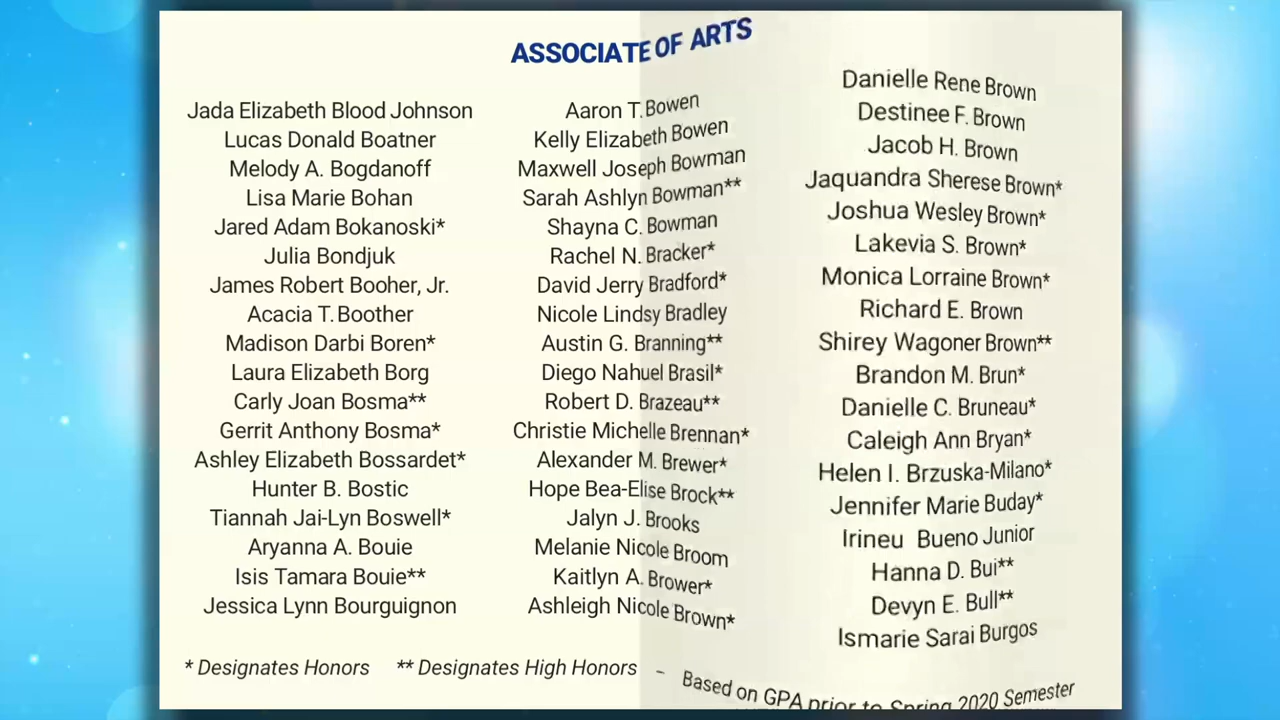 ASSOCIATE OF ARTS
Jada Elizabeth Blood Johnson
Lucas Donald Boatner
Melody A. Bogdanoff
Lisa Marie Bohan
Jared Adam Bokanoski*
Julia Bondjuk
James Robert Booher, Jr.
Acacia T. Boother
Madison Darbi Boren*
Laura Elizabeth Borg
Carly Joan Bosma**
Gerrit Anthony Bosma*
Ashley Elizabeth Bossardet*
Hunter B. Bostic
Tiannah Jai-Lyn Boswell*
Aryanna A. Bouie
Isis Tamara Bouie**
Jessica Lynn Bourguignon
Aaron T. Bowen
Kelly Elizabeth Bowen
Maxwell Joseph Bowman
Sarah Ashlyn Bowman**
Shayna C. Bowman
Rachel N. Bracker*
David Jerry Bradford*
Nicole Lindsy Bradley
Austin G. Branning**
Diego Nahuel Brasil*
Robert D. Brazeau**
Christie Michelle Brennan*
Alexander M. Brewer*
Hope Bea-Elise Brock**
Jalyn J. Brooks
Melanie Nicole Broom
Kaitlyn A. Brower*
Ashleigh Nicole Brown*
Danielle Rene Brown
Destinee F. Brown
Jacob H. Brown
Jaquandra Sherese Brown*
Joshua Wesley Brown*
Lakevia S. Brown*
Monica Lorraine Brown*
Richard E. Brown
Shirey Wagoner Brown**
Brandon M. Brun*
Danielle C. Bruneau*
Caleigh Ann Bryan*
Helen I. Brzuska-Milano*
Jennifer Marie Buday*
Irineu  Bueno Junior
Hanna D. Bui**
Devyn E. Bull**
Ismarie Sarai Burgos
* Designates Honors ** Designates High Honors – Based on GPA prior to Spring 2020 Semester